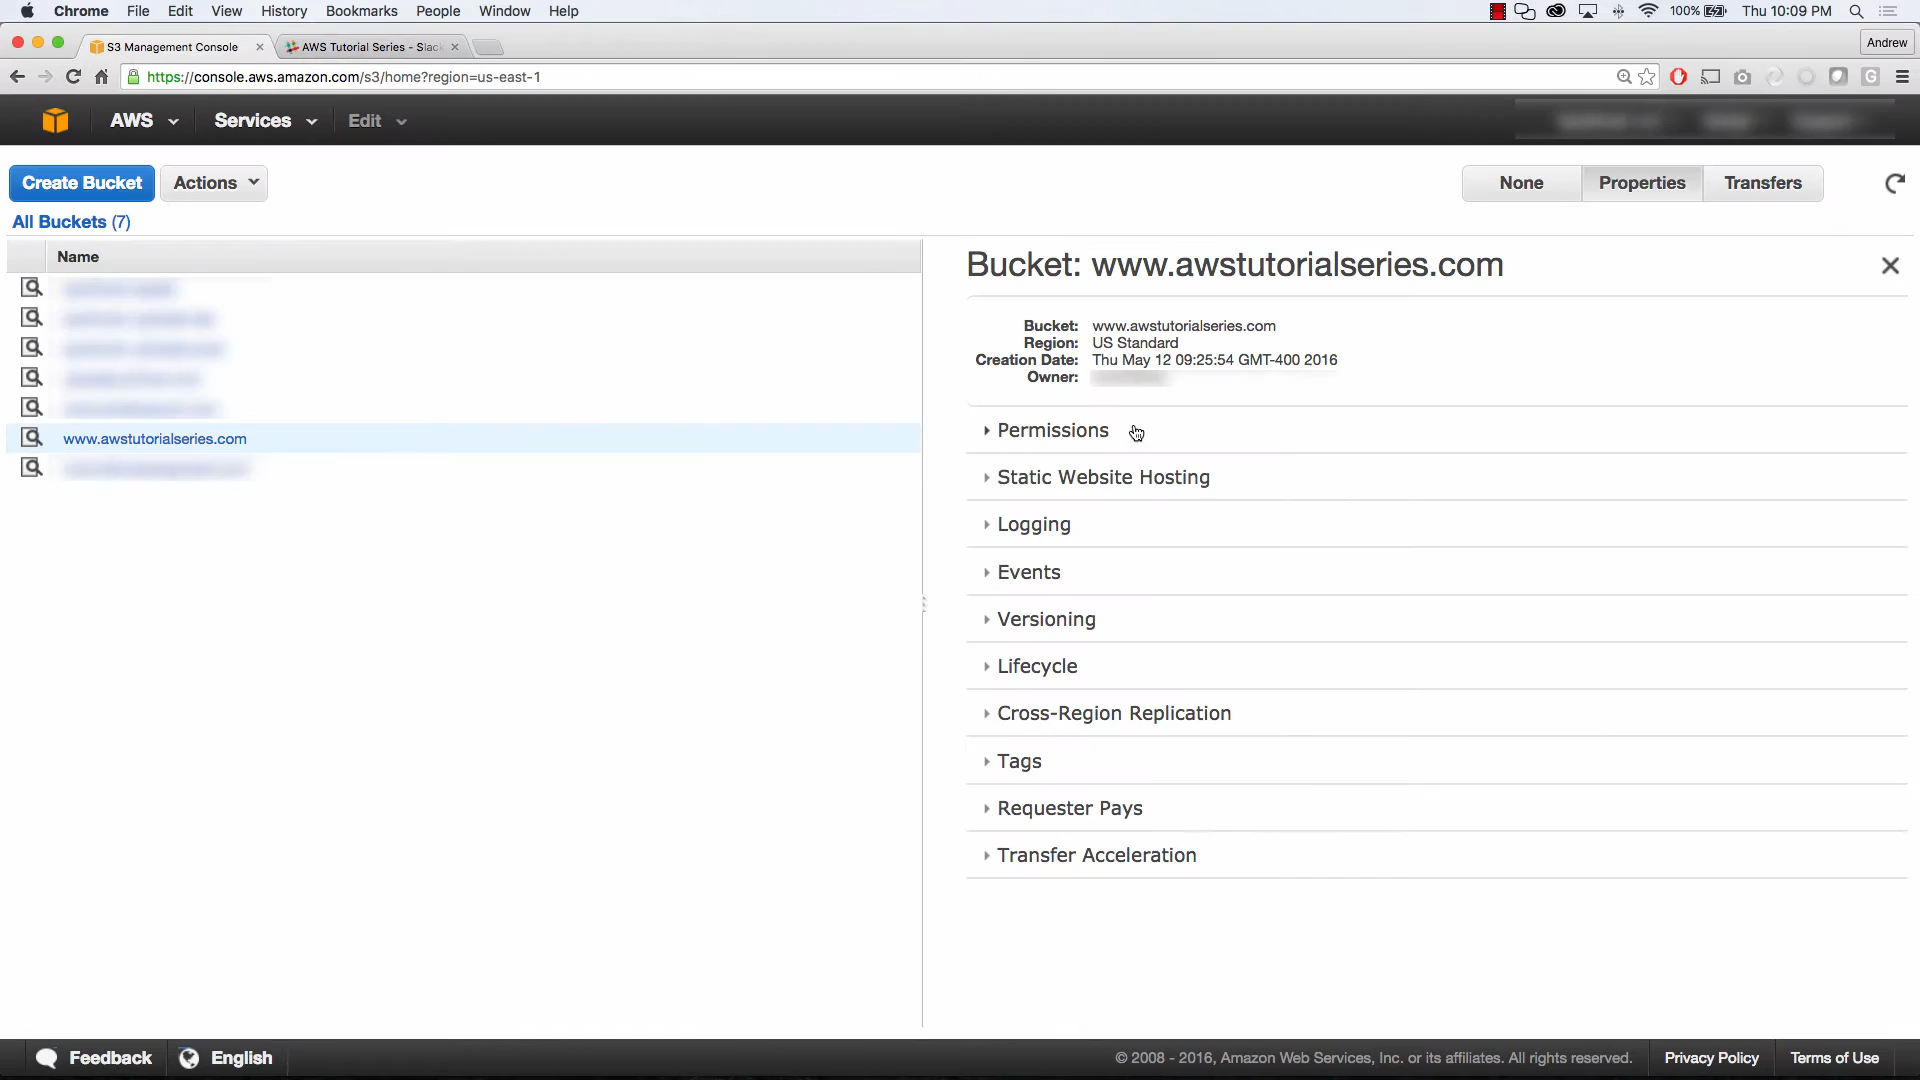 Chrome File Edit View History Bookmarks People Window Help 100% Thu 10:09 PM
S3 Management Console AWS Tutorial Series - Slack Andrew
https://console.aws.amazon.com/s3/home?region=us-east-1
AWS Services Edit
Create Bucket Actions None Properties Transfers
All Buckets (7)
Name
Bucket: www.awstutorialseries.com
Bucket: www.awstutorialseries.com
Region: US Standard
Creation Date: Thu May 12 09:25:54 GMT-400 2016
Owner:
Permissions
www.awstutorialseries.com
Static Website Hosting
Logging
Events
Versioning
Lifecycle
Cross-Region Replication
Tags
Requester Pays
Transfer Acceleration
Feedback English © 2008 - 2016, Amazon Web Services, Inc. or its affiliates. All rights reserved. Privacy Policy Terms of Use